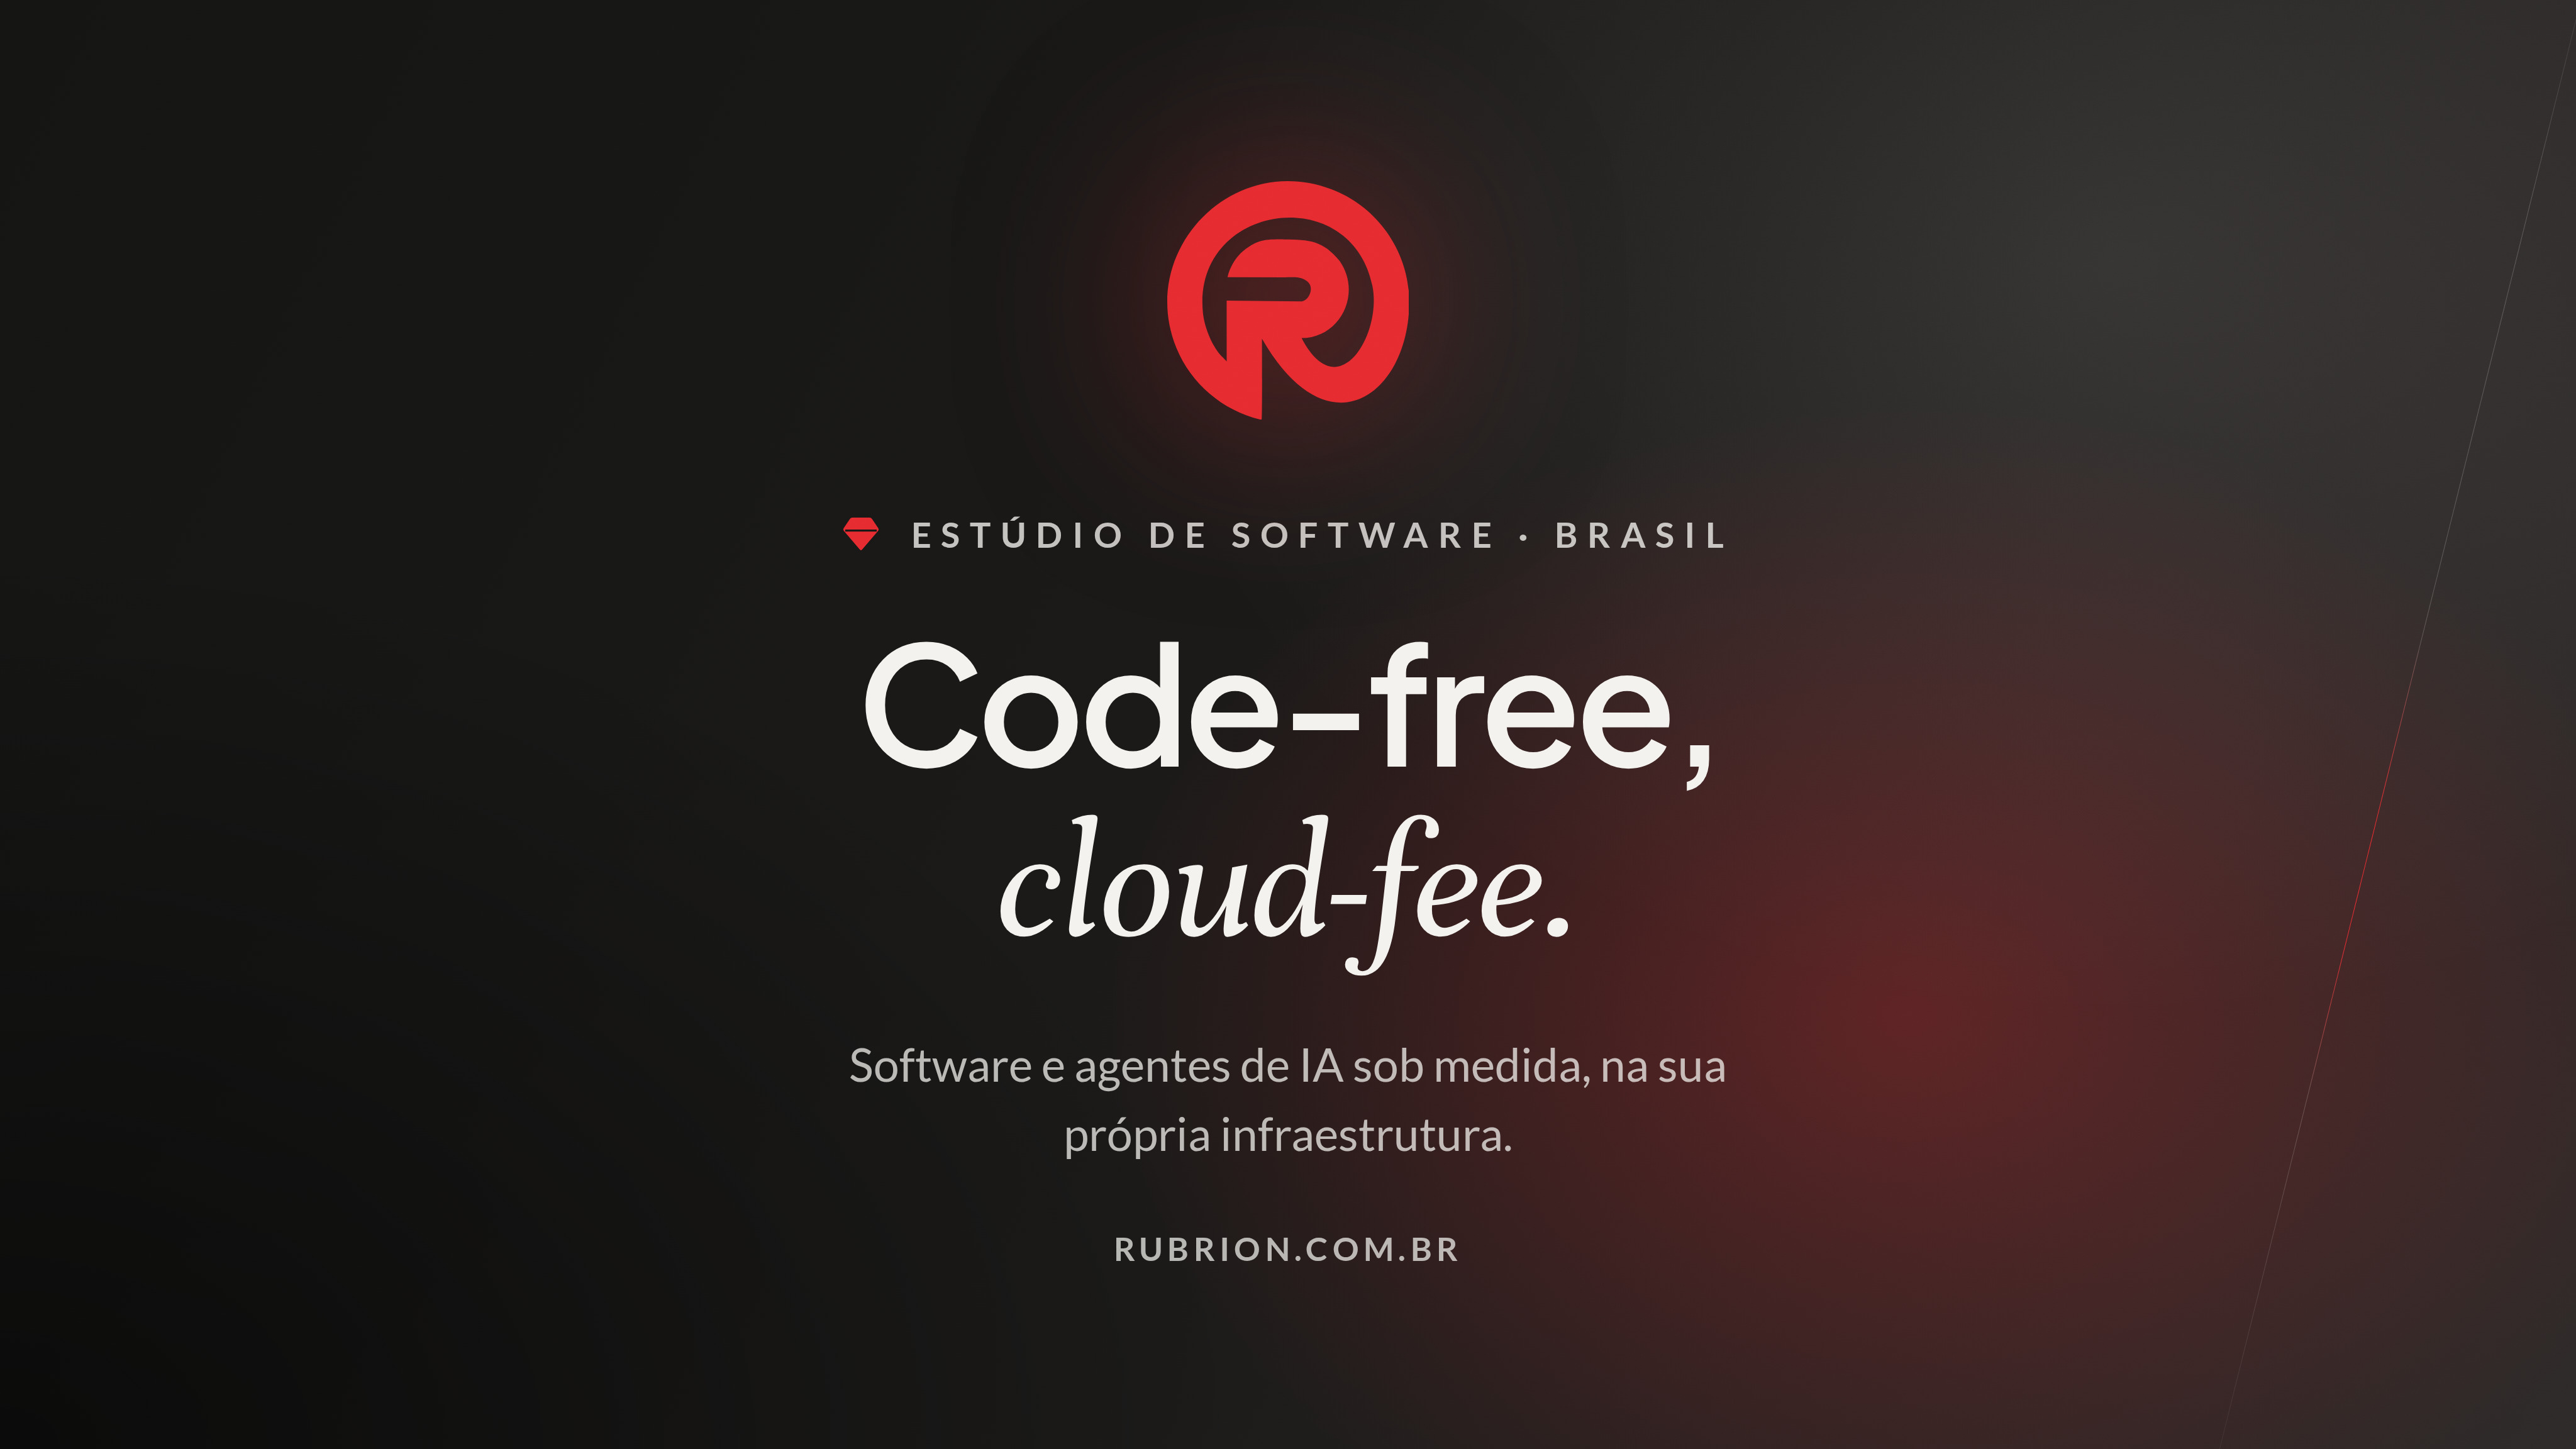 ESTÚDIO DE SOFTWARE · BRASIL
Code-free,
cloud-fee.
Software e agentes de IA sob medida, na sua
própria infraestrutura.
RUBRION.COM.BR